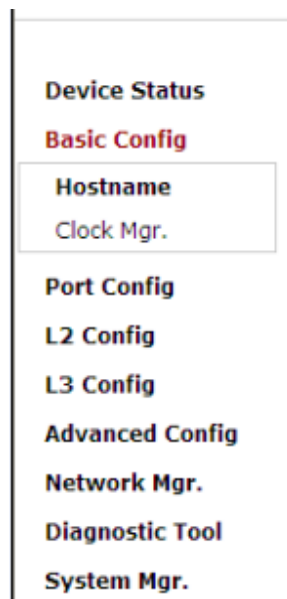 Device Status
Basic Config
Hostname
Clock Mgr.
Port Config
L2 Config
L3 Config
Advanced Config
Network Mgr.
Diagnostic Tool
System Mgr.